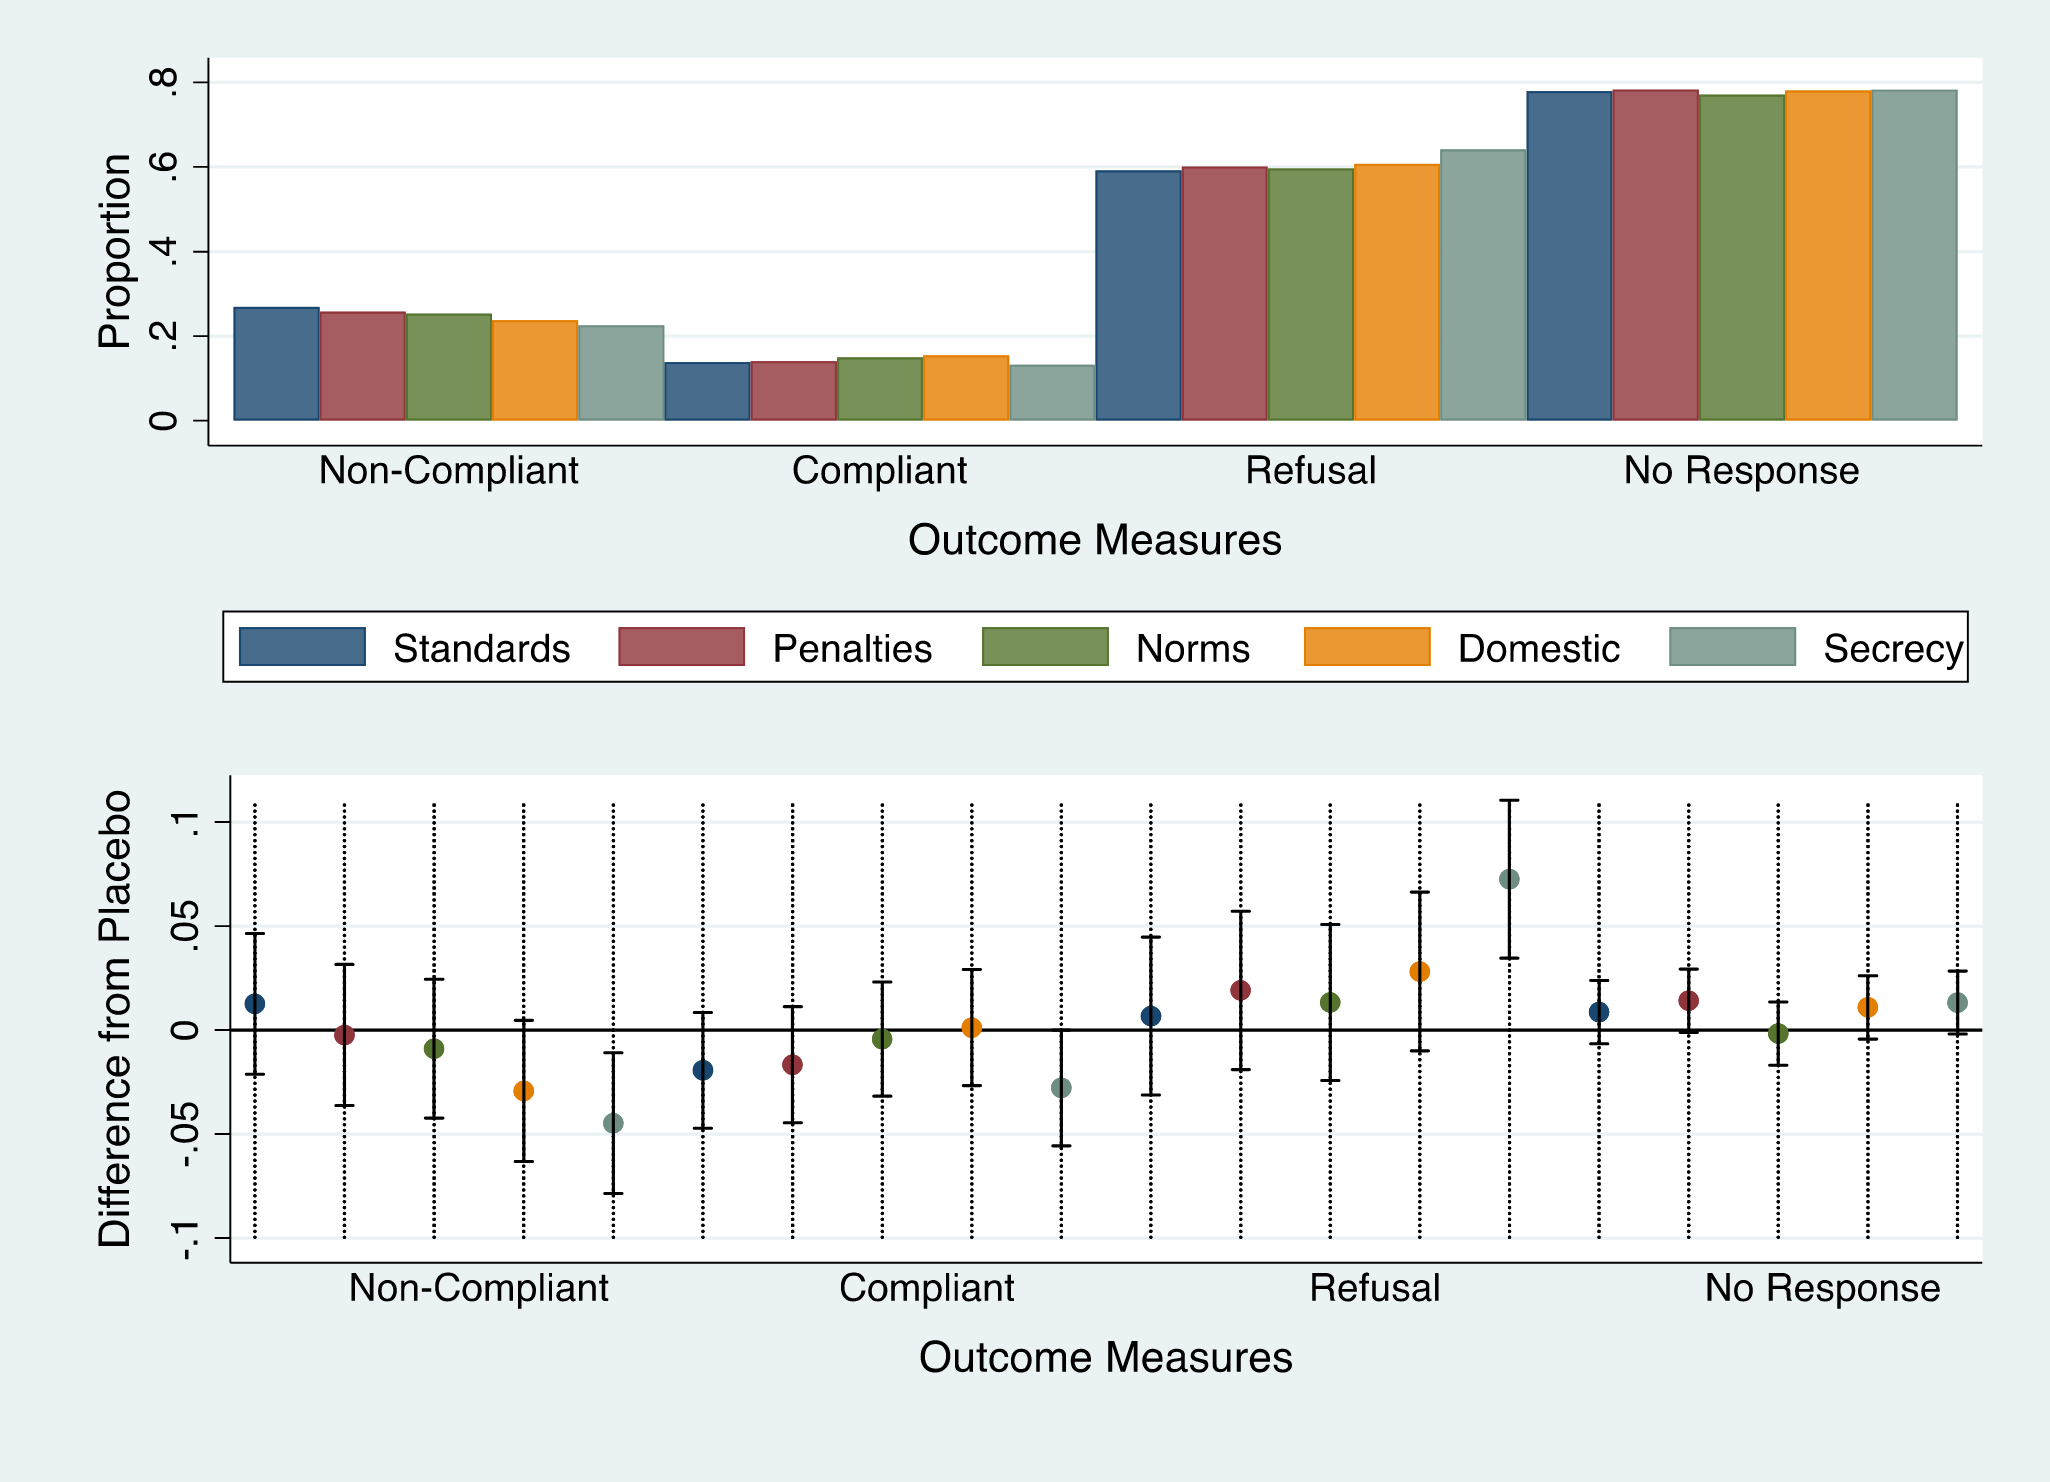 Proportion
.8
.6
.4
.2
0
Non-Compliant Compliant Refusal No Response
Outcome Measures
Standards Penalties Norms Domestic Secrecy
Difference from Placebo
.1
.05
0
-.05
-.1
Non-Compliant Compliant Refusal No Response
Outcome Measures